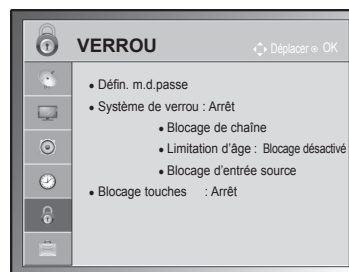 VERROU
Déplacer OK
• Défin. m.d.passe
• Système de verrou : Arrêt
• Blocage de chaîne
• Limitation d'âge : Blocage désactivé
• Blocage d'entrée source
• Blocage touches : Arrêt